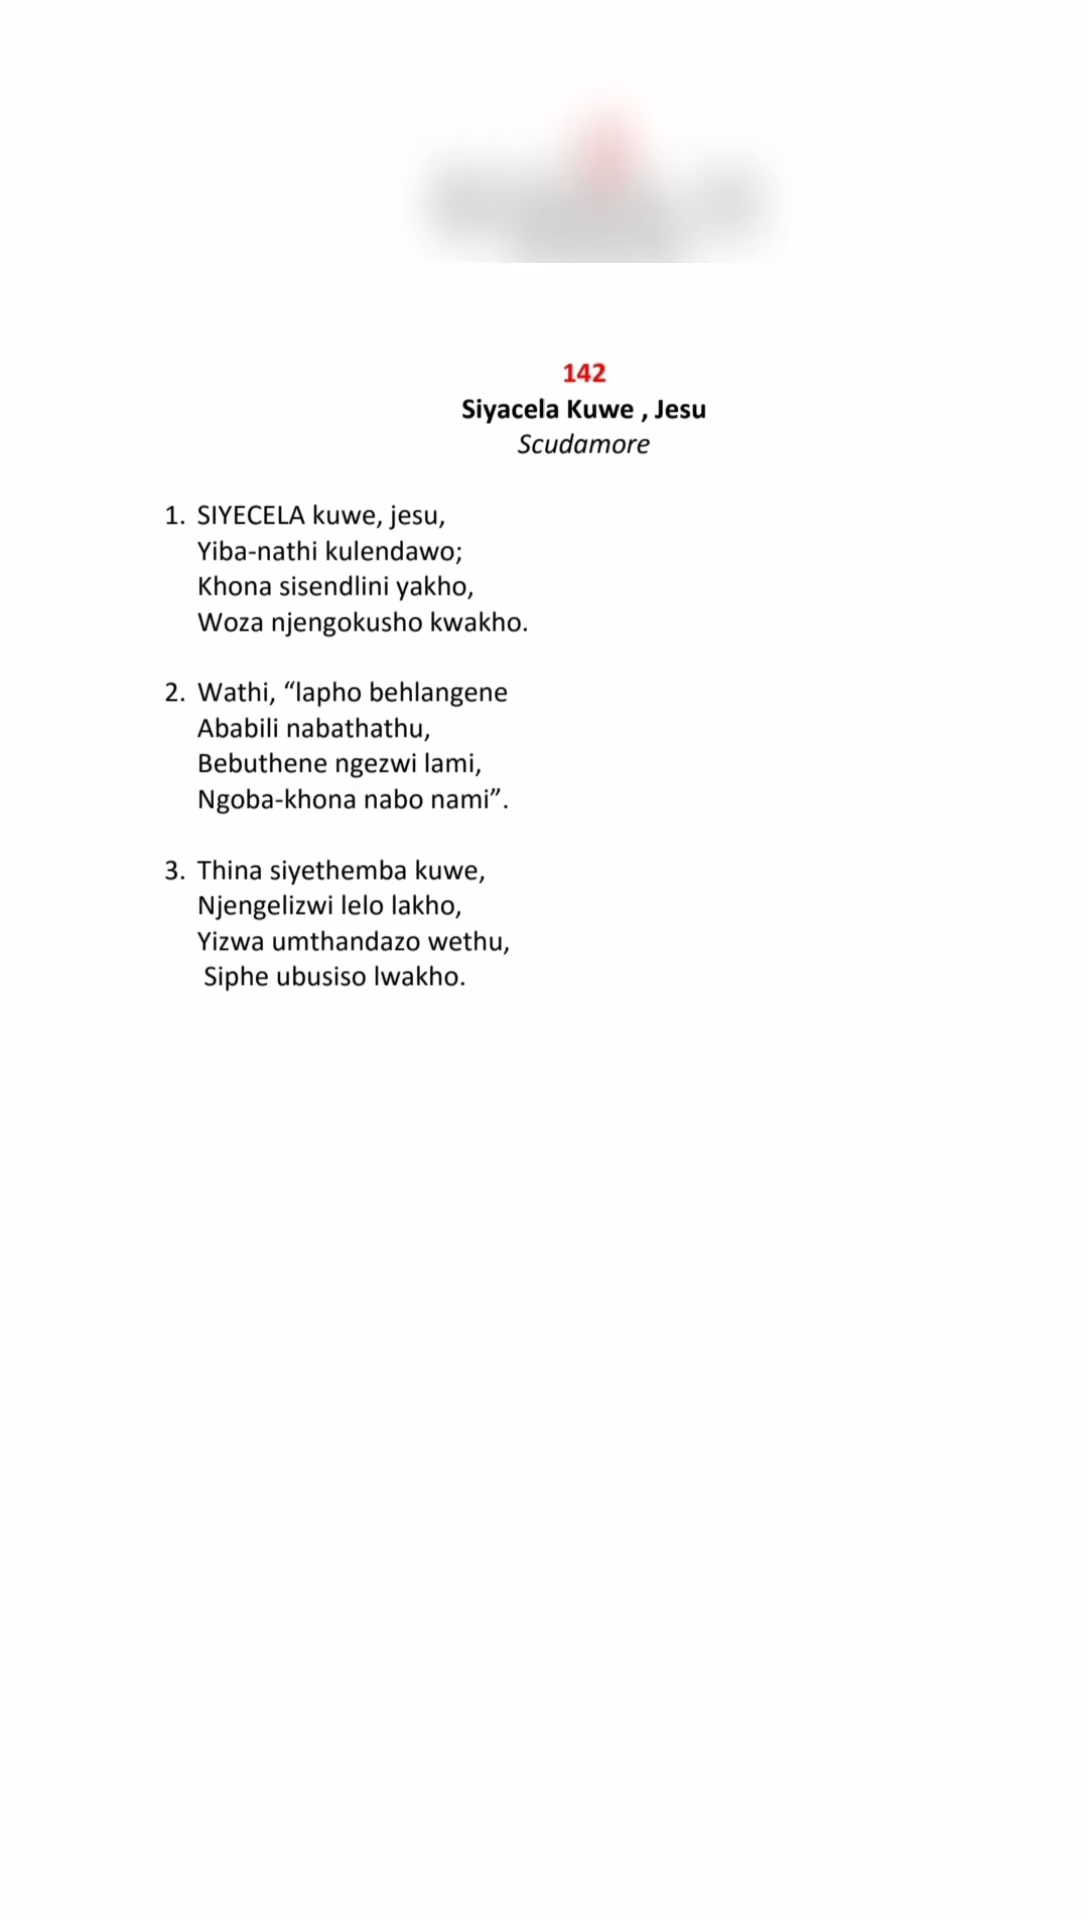 142
Siyacela Kuwe , Jesu
Scudamore
1. SIYECELA kuwe, jesu,
Yiba-nathi kulendawo;
Khona sisendlini yakho,
Woza njengokusho kwakho.
2. Wathi, “lapho behlangene
Ababili nabathathu,
Bebuthene ngezwi lami,
Ngoba-khona nabo nami”.
3. Thina siyethemba kuwe,
Njengelizwi lelo lakho,
Yizwa umthandazo wethu,
Siphe ubusiso lwakho.